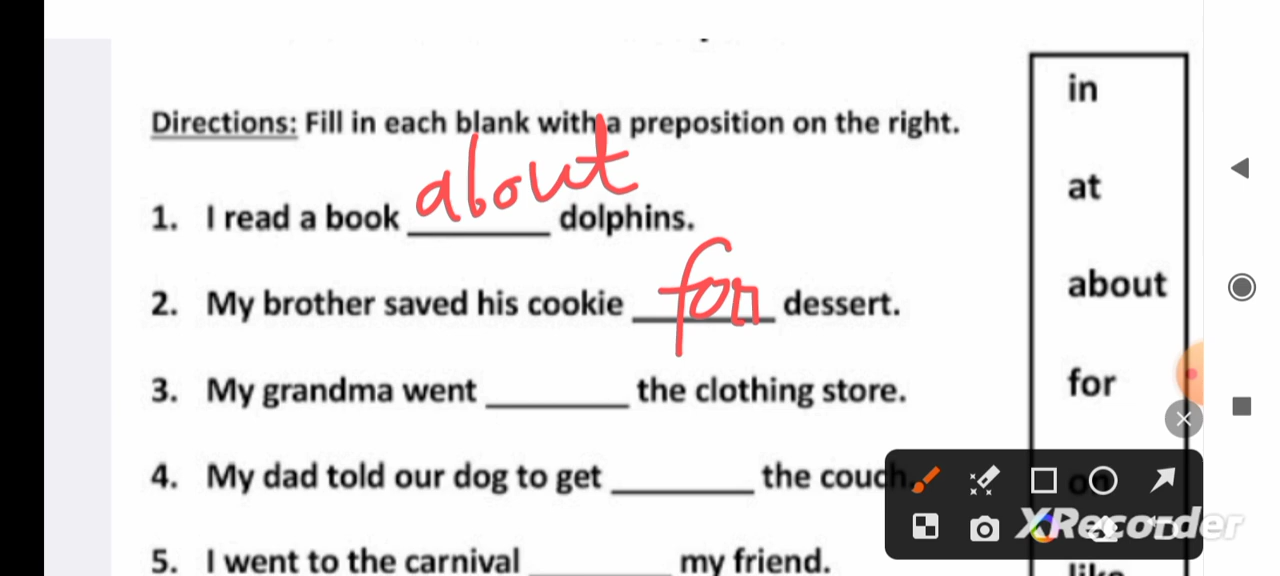 Directions: Fill in each blank with a preposition on the right.
1. I read a book about dolphins.
2. My brother saved his cookie for dessert.
3. My grandma went ________ the clothing store.
4. My dad told our dog to get ________ the couch.
5. I went to the carnival ________ my friend.
in
at
about
for
on
like
XRecorder